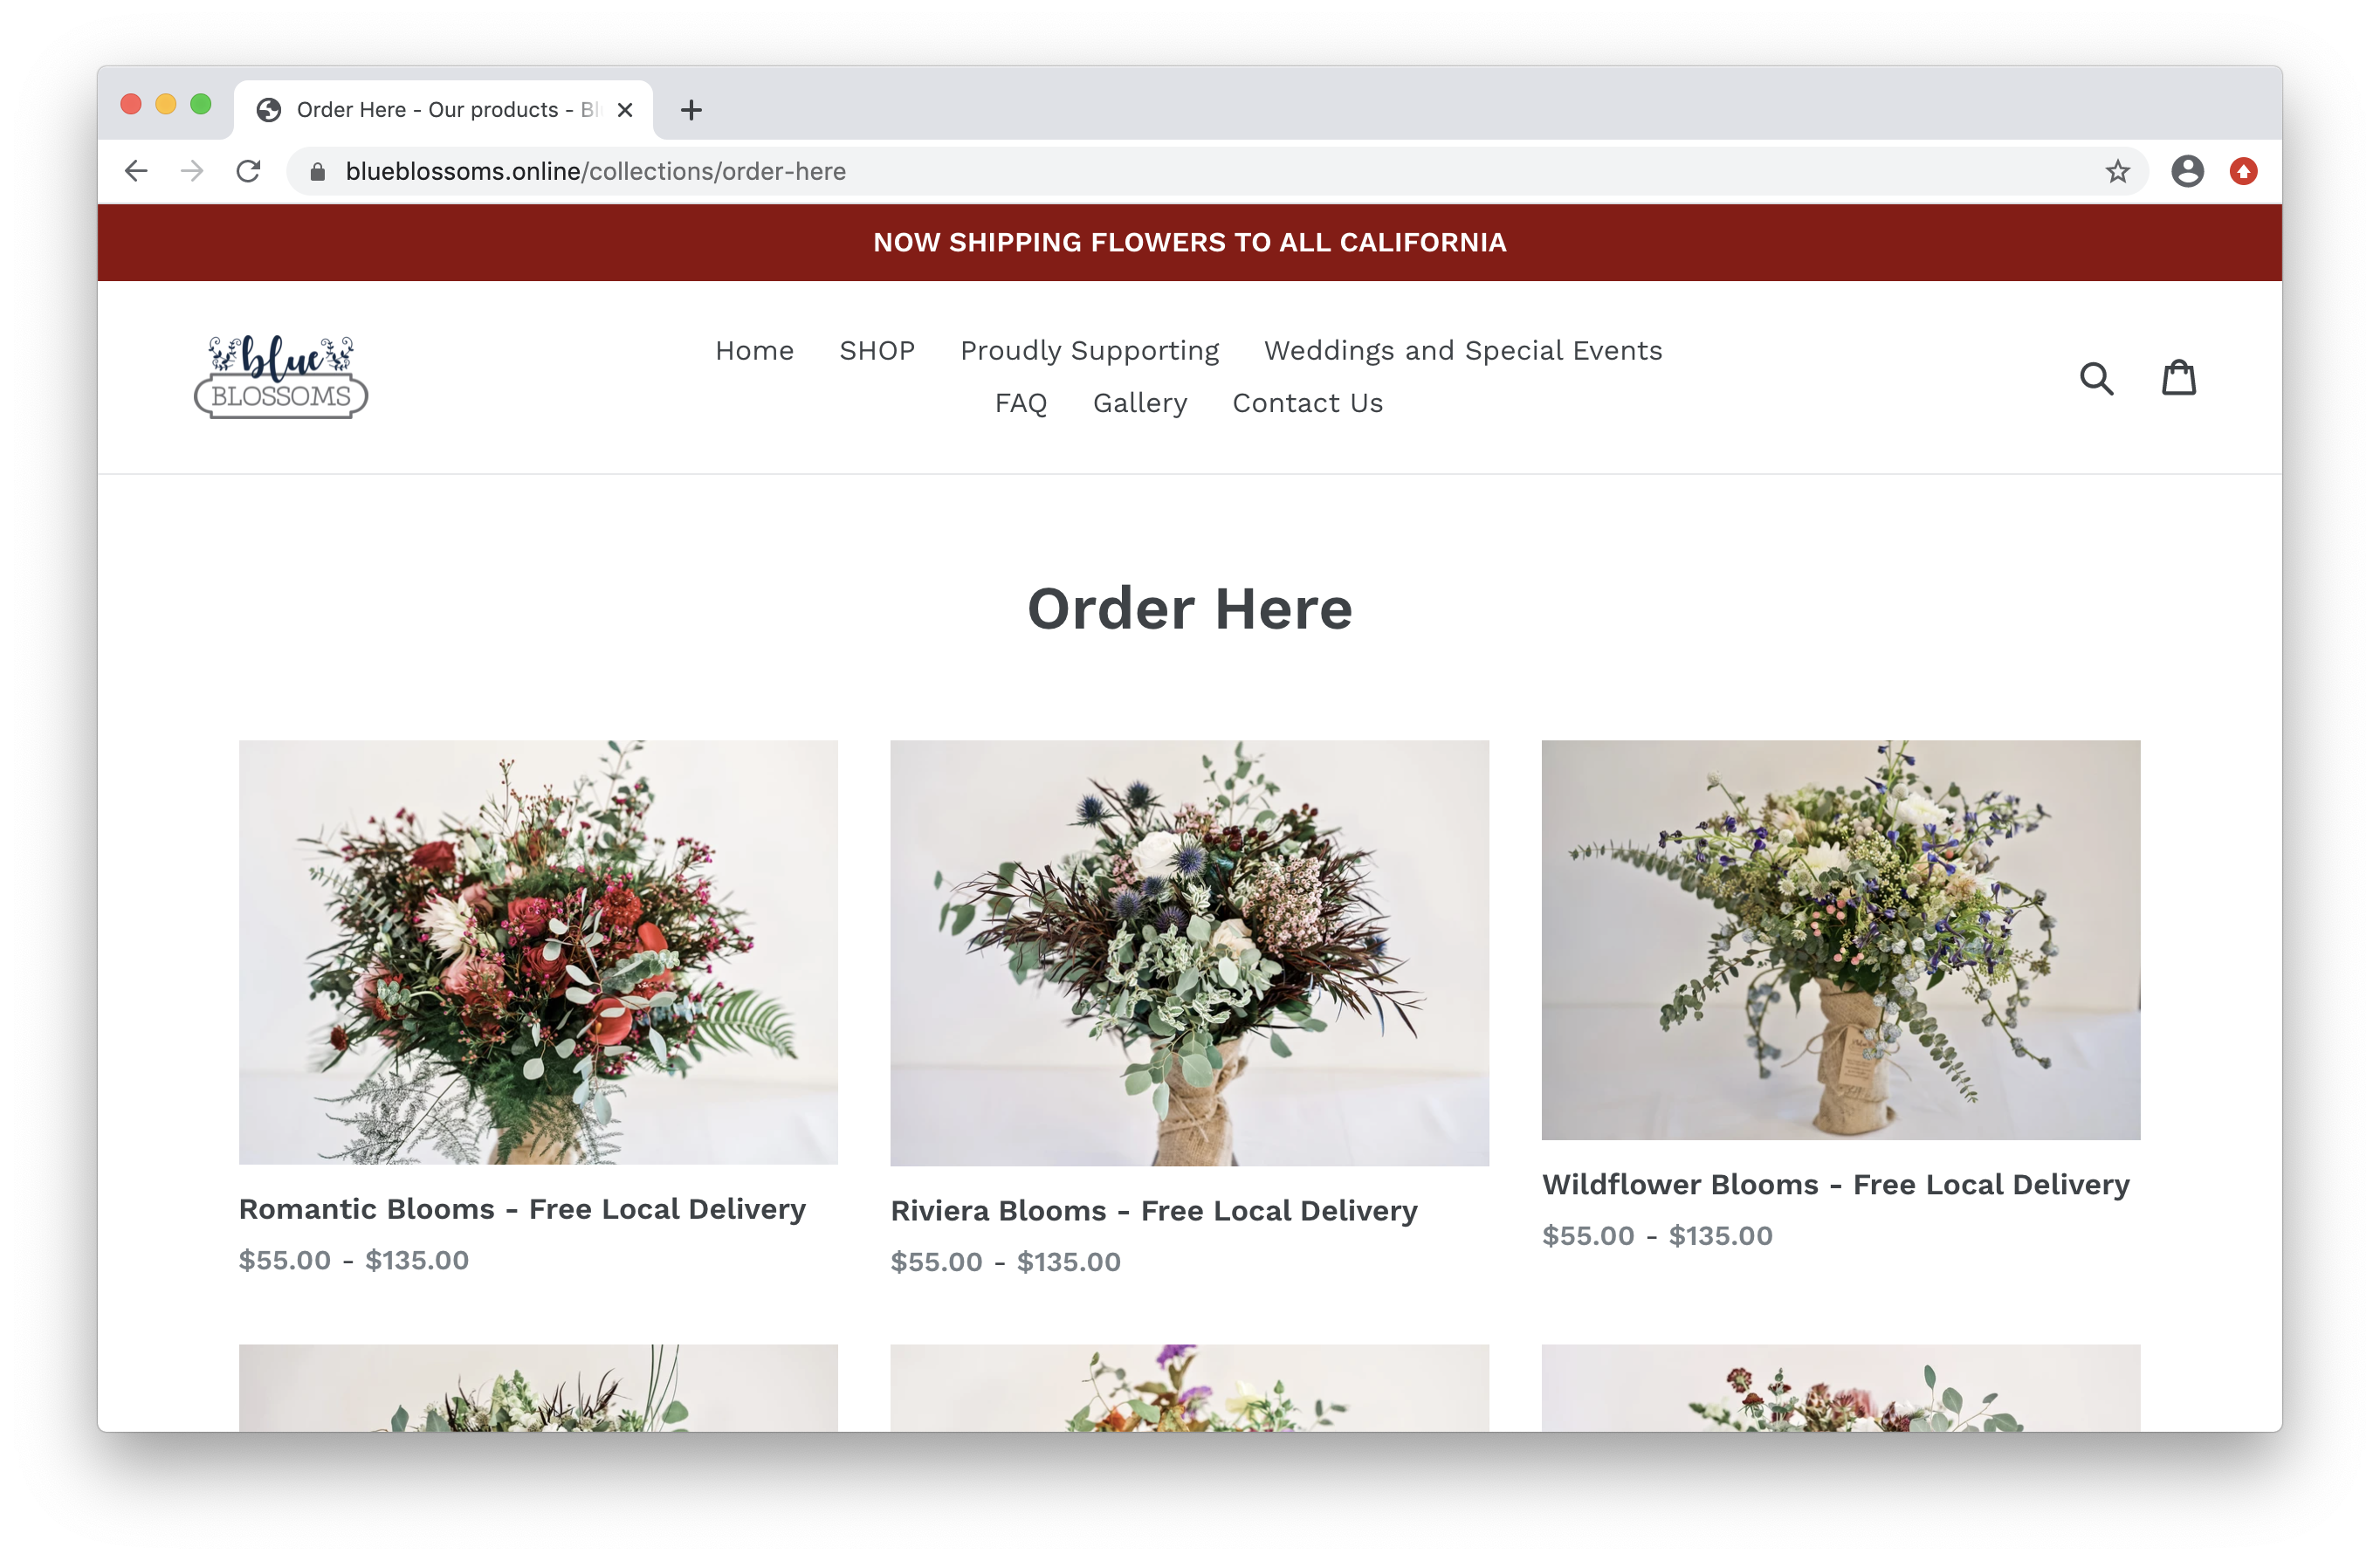 Order Here - Our products - Bl
blueblossoms.online/collections/order-here
NOW SHIPPING FLOWERS TO ALL CALIFORNIA
blue
BLOSSOMS
Home SHOP Proudly Supporting Weddings and Special Events
FAQ Gallery Contact Us
Order Here
Romantic Blooms - Free Local Delivery
$55.00 - $135.00
Riviera Blooms - Free Local Delivery
$55.00 - $135.00
Wildflower Blooms - Free Local Delivery
$55.00 - $135.00